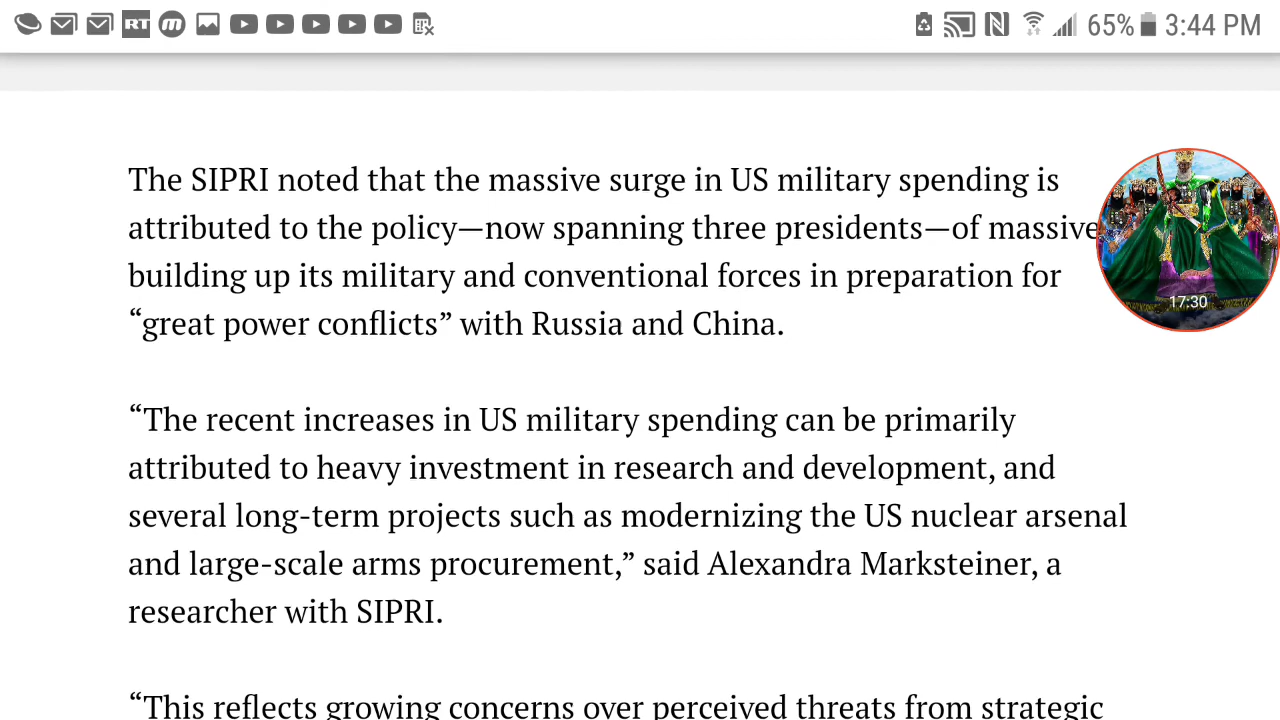 RT m 65% 3:44 PM
The SIPRI noted that the massive surge in US military spending is
attributed to the policy—now spanning three presidents—of massive
building up its military and conventional forces in preparation for
“great power conflicts” with Russia and China.
17:30
“The recent increases in US military spending can be primarily
attributed to heavy investment in research and development, and
several long-term projects such as modernizing the US nuclear arsenal
and large-scale arms procurement,” said Alexandra Marksteiner, a
researcher with SIPRI.
“This reflects growing concerns over perceived threats from strategic